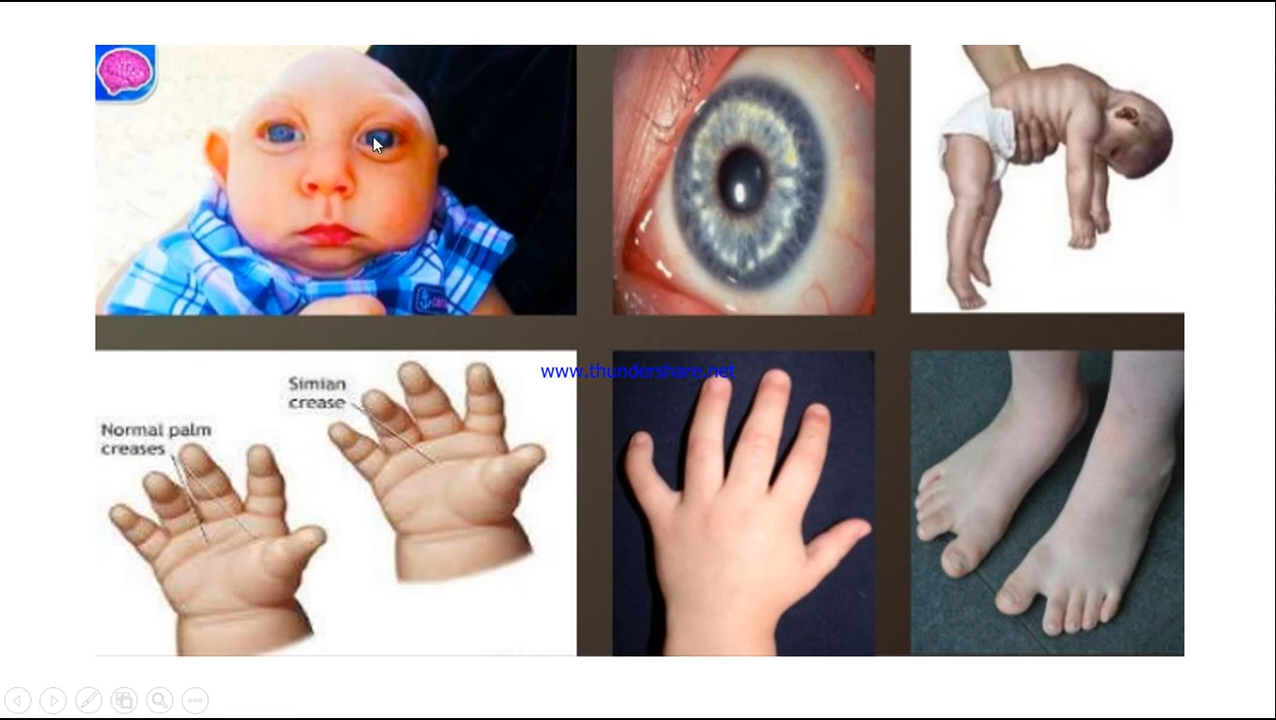 www.thundershare.net
Simian
crease
Normal palm
creases